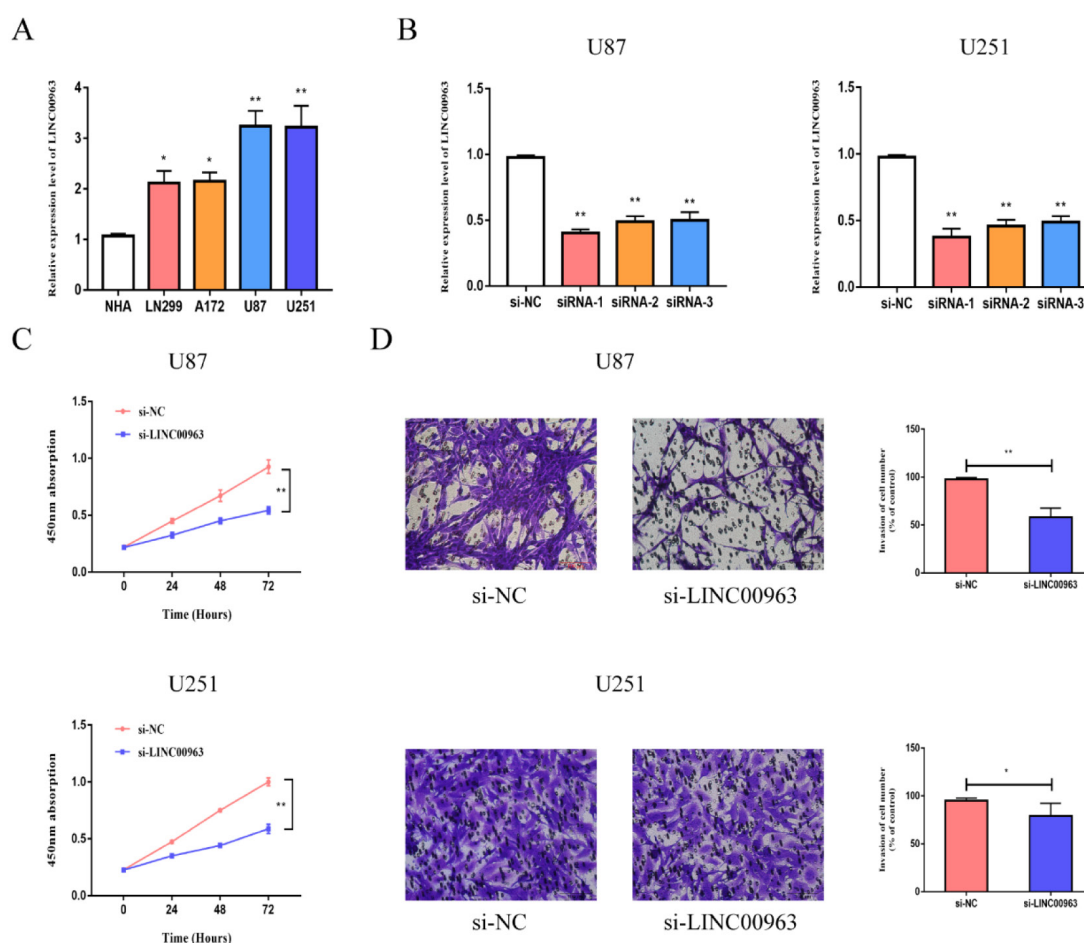 A
Relative expression level of LINC00963
4
3
2
1
0
*
*
**
**
NHA
LN299
A172
U87
U251
B
U87
Relative expression level of LINC00963
1.5
1.0
0.5
0.0
**
**
**
si-NC
siRNA-1
siRNA-2
siRNA-3
U251
Relative expression level of LINC00963
1.5
1.0
0.5
0.0
**
**
**
si-NC
siRNA-1
siRNA-2
siRNA-3
C
U87
450nm absorption
1.5
1.0
0.5
0.0
si-NC
si-LINC00963
**
0
24
48
72
Time (Hours)
U251
450nm absorption
1.5
1.0
0.5
0.0
si-NC
si-LINC00963
**
0
24
48
72
Time (Hours)
D
U87
si-NC
si-LINC00963
Invasion of cell number
(% of control)
150
100
50
0
**
si-NC
si-LINC00963
U251
si-NC
si-LINC00963
Invasion of cell number
(% of control)
150
100
50
0
*
si-NC
si-LINC00963